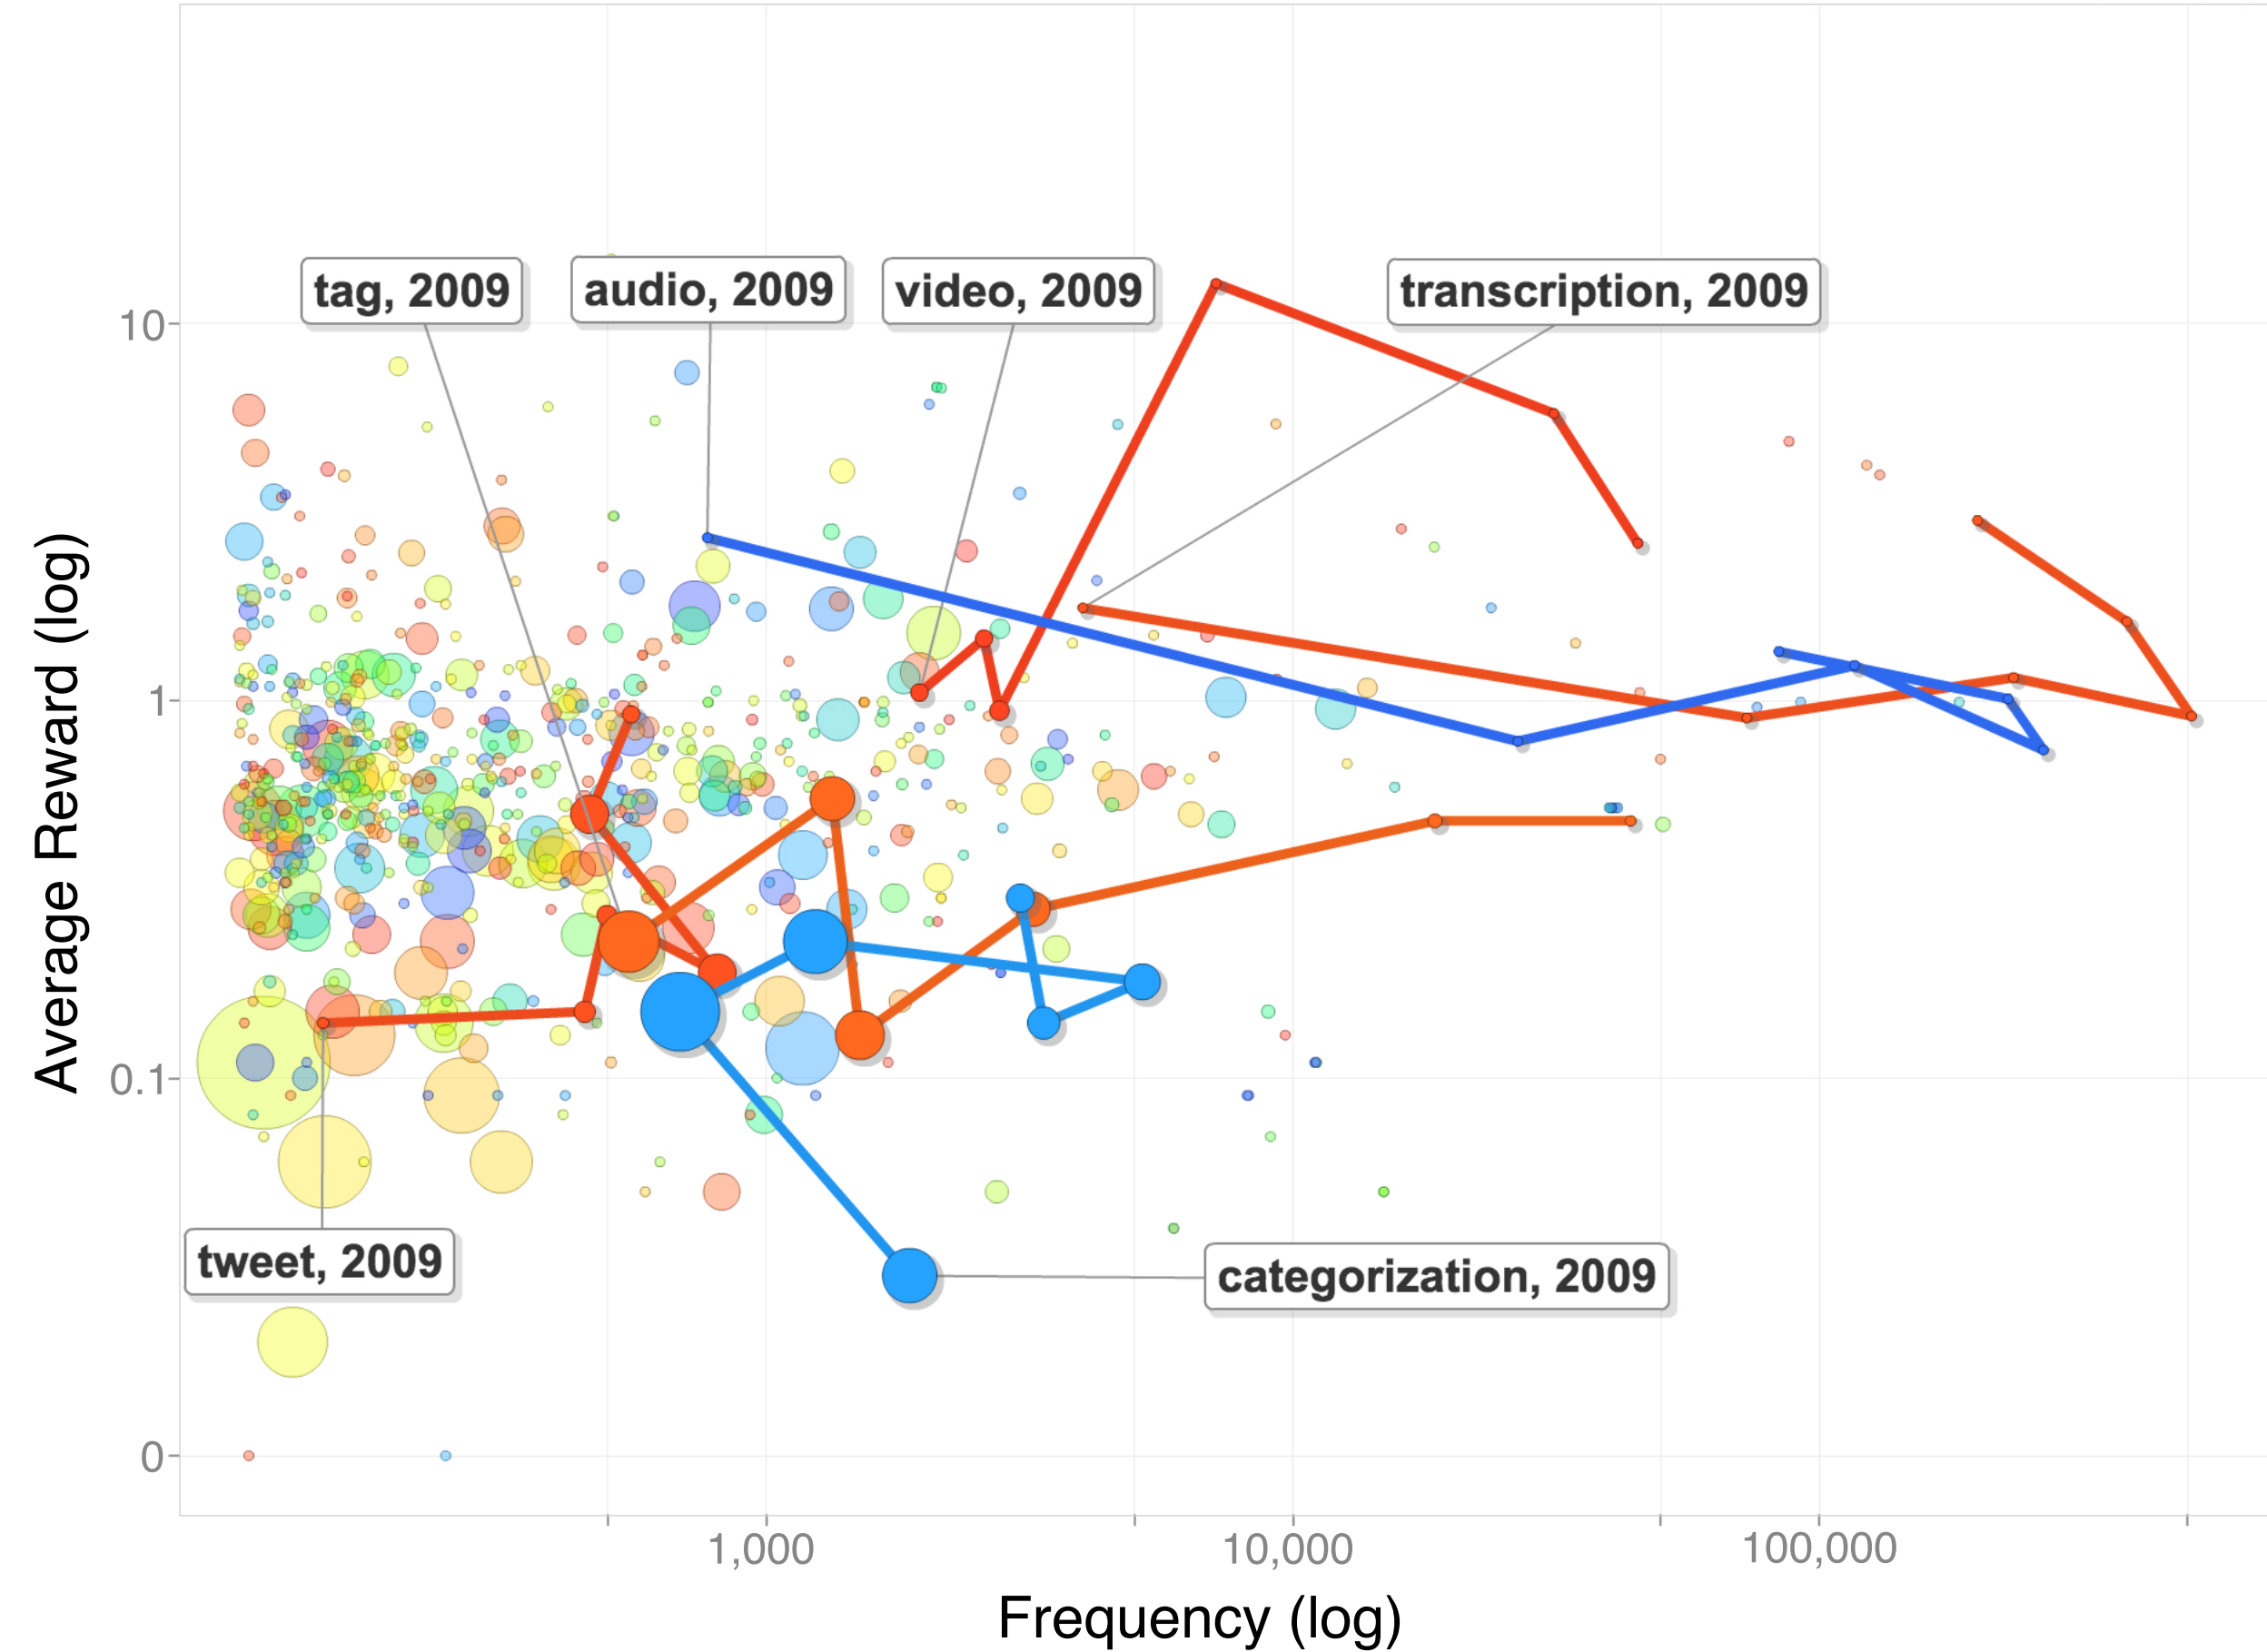 tag, 2009
audio, 2009
video, 2009
transcription, 2009
10
1
0.1
0
Average Reward (log)
tweet, 2009
categorization, 2009
1,000
10,000
100,000
Frequency (log)